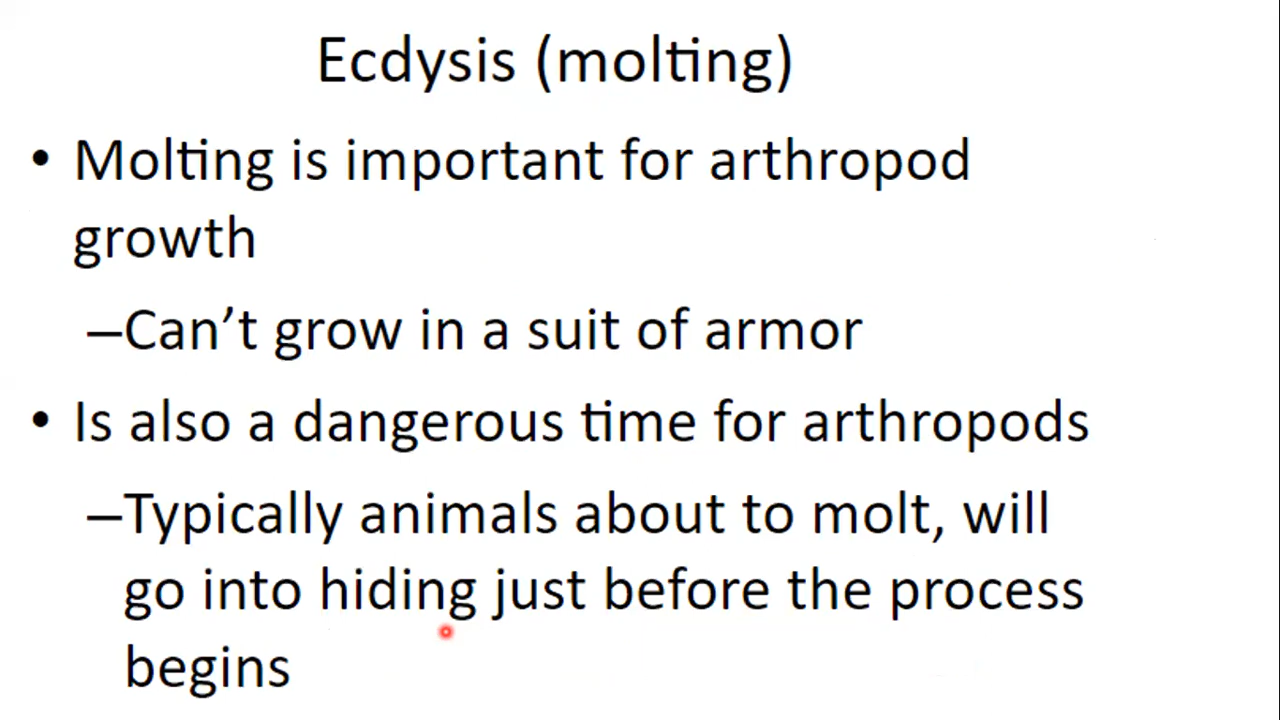 Ecdysis (molting)
• Molting is important for arthropod
growth
–Can’t grow in a suit of armor
• Is also a dangerous time for arthropods
–Typically animals about to molt, will
go into hiding just before the process
begins